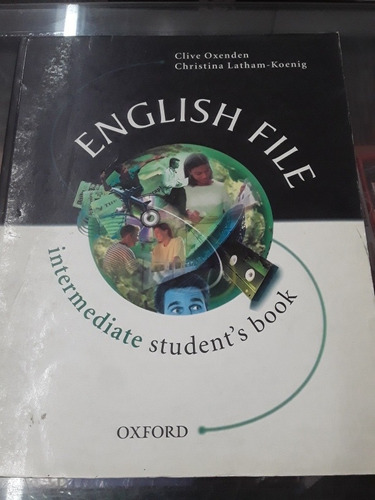 Clive Oxenden
Christina Latham-Koenig
ENGLISH FILE
intermediate student's book
OXFORD